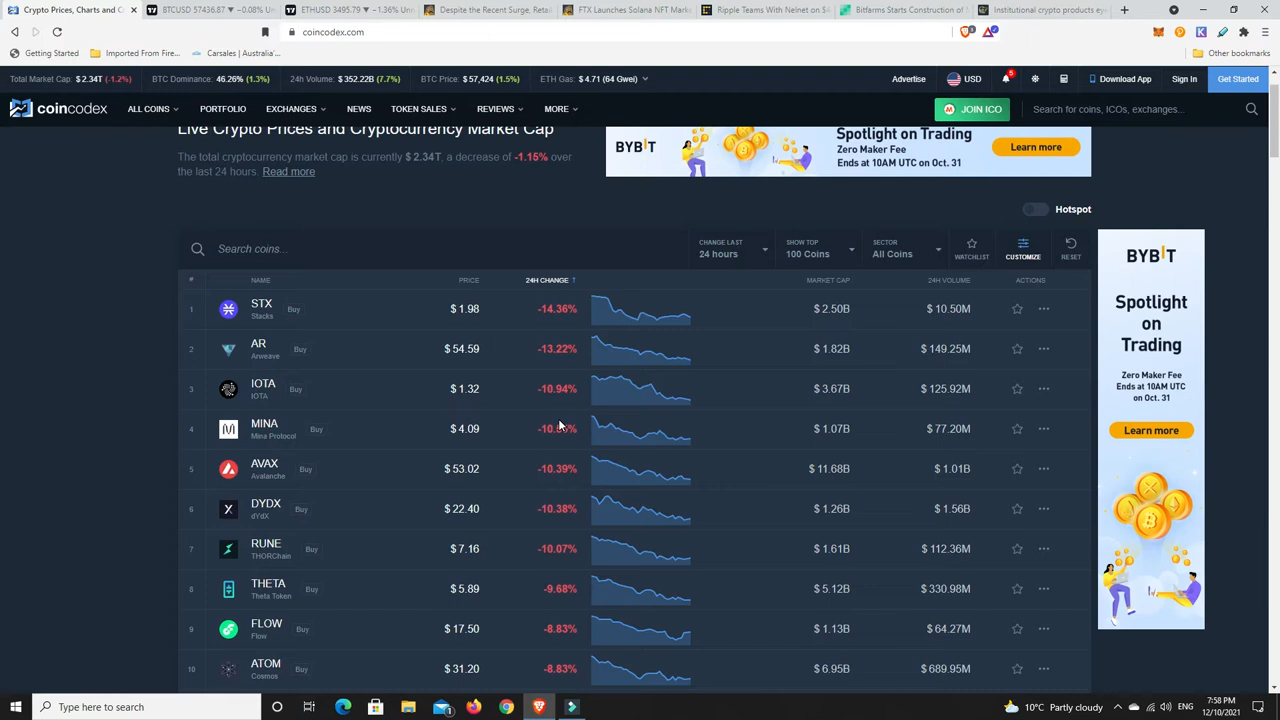 Crypto Prices, Charts and C
BTCUSD 57436.87 ▼ −0.08% Un
ETHUSD 3495.79 ▼ −1.36% Unn
Despite the Recent Surge, Retail
FTX Launches Solana NFT Marke
Ripple Teams With Nelnet on $4
Bitfarms Starts Construction of
Institutional crypto products eye
coincodex.com
Getting Started
Imported From Fire...
Carsales | Australia'...
Other bookmarks
Total Market Cap: $ 2.34T (-1.2%)
BTC Dominance: 46.26% (1.3%)
24h Volume: $ 352.22B (7.7%)
BTC Price: $ 57,424 (1.5%)
ETH Gas: $ 4.71 (64 Gwei)
Advertise
USD
5
Download App
Sign In
Get Started
coincodex
ALL COINS
PORTFOLIO
EXCHANGES
NEWS
TOKEN SALES
REVIEWS
MORE
JOIN ICO
Search for coins, ICOs, exchanges...
Live Crypto Prices and Cryptocurrency Market Cap
The total cryptocurrency market cap is currently $ 2.34T, a decrease of -1.15% over
the last 24 hours. Read more
BYBIT
Spotlight on Trading
Zero Maker Fee
Ends at 10AM UTC on Oct. 31
Learn more
Hotspot
Search coins...
CHANGE LAST
24 hours
SHOW TOP
100 Coins
SECTOR
All Coins
WATCHLIST
CUSTOMIZE
RESET
# NAME PRICE 24H CHANGE ↑ MARKET CAP 24H VOLUME ACTIONS
1 STX Stacks Buy $ 1.98 -14.36% $ 2.50B $ 10.50M
2 AR Arweave Buy $ 54.59 -13.22% $ 1.82B $ 149.25M
3 IOTA IOTA Buy $ 1.32 -10.94% $ 3.67B $ 125.92M
4 MINA Mina Protocol Buy $ 4.09 $ 1.07B $ 77.20M
5 AVAX Avalanche Buy $ 53.02 -10.39% $ 11.68B $ 1.01B
6 DYDX dYdX Buy $ 22.40 -10.38% $ 1.26B $ 1.56B
7 RUNE THORChain Buy $ 7.16 -10.07% $ 1.61B $ 112.36M
8 THETA Theta Token Buy $ 5.89 -9.68% $ 5.12B $ 330.98M
9 FLOW Flow Buy $ 17.50 -8.83% $ 1.13B $ 64.27M
10 ATOM Cosmos Buy $ 31.20 -8.83% $ 6.95B $ 689.95M
BYBIT
Spotlight
on
Trading
Zero Maker Fee
Ends at 10AM UTC
on Oct. 31
Learn more
Type here to search
10°C Partly cloudy
ENG
7:58 PM
12/10/2021